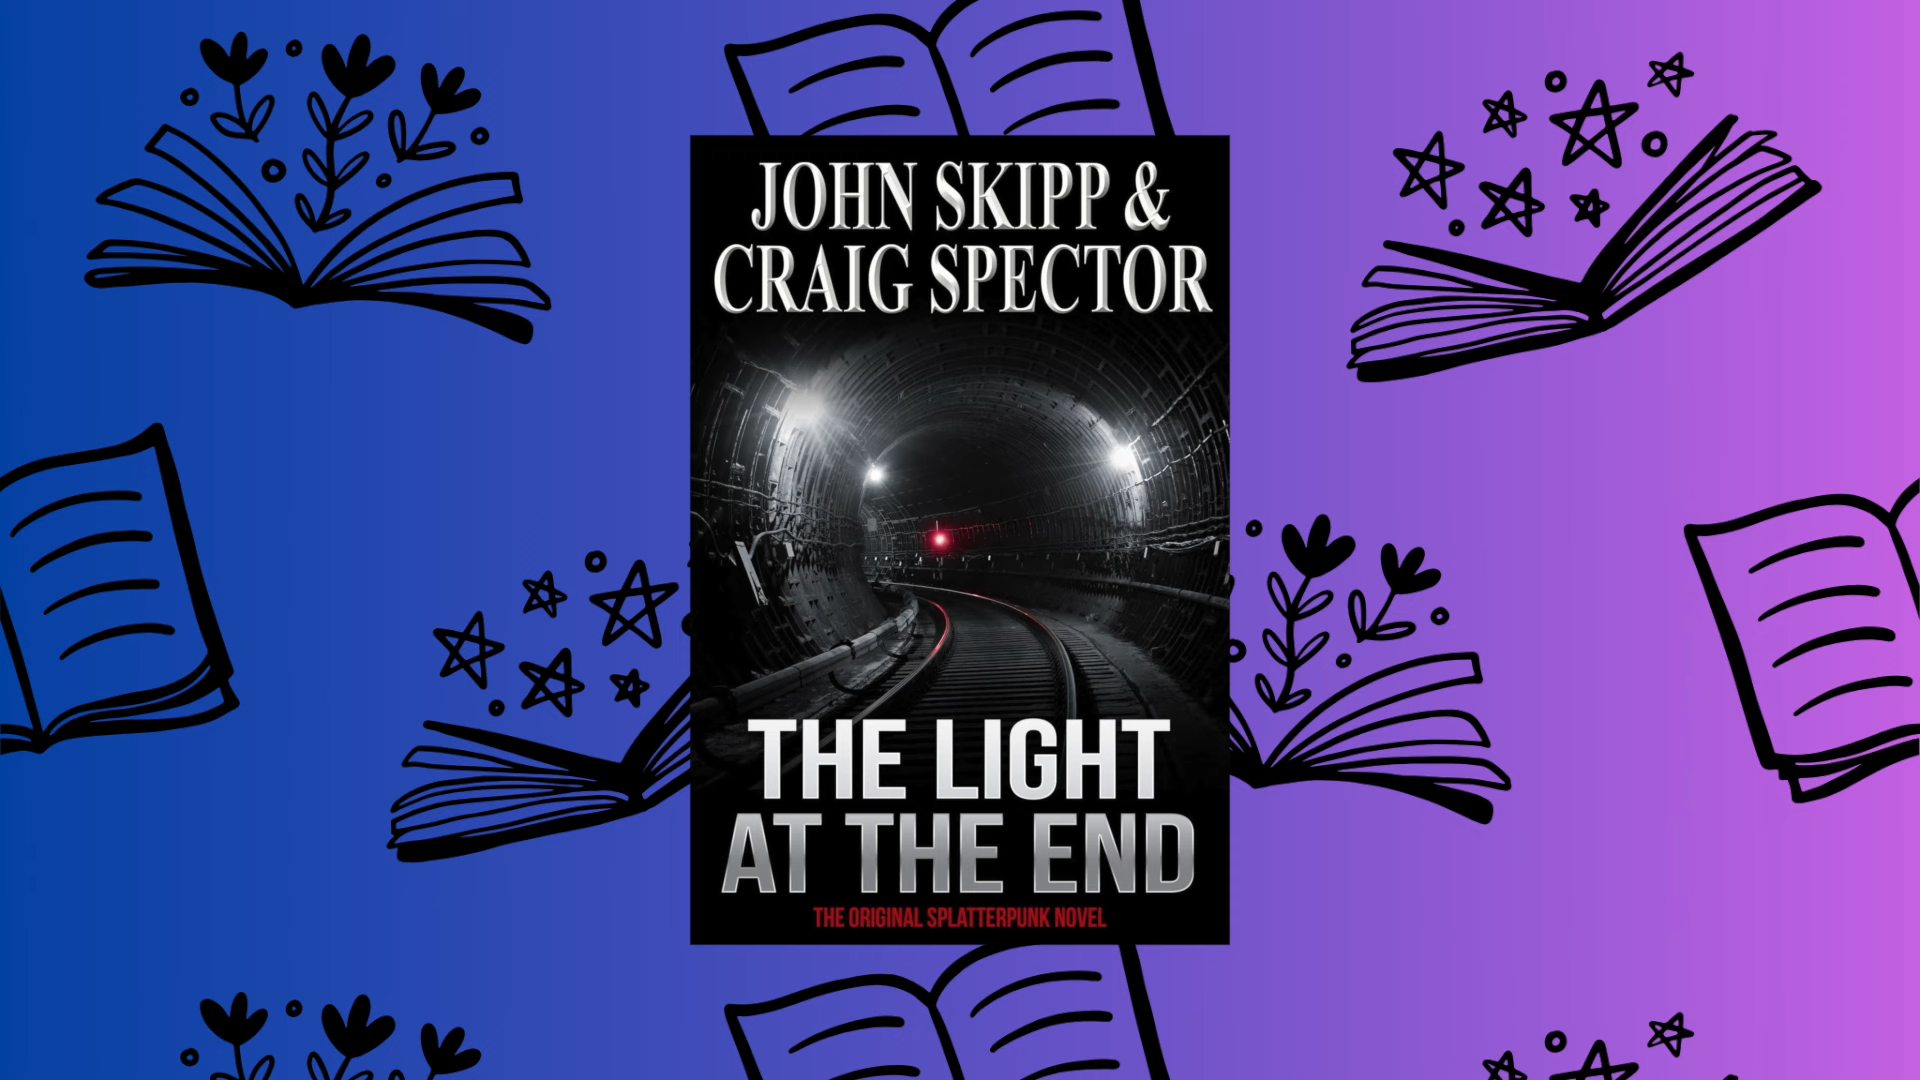 JOHN SKIPP &
CRAIG SPECTOR
THE LIGHT
AT THE END
THE ORIGINAL SPLATTERPUNK NOVEL